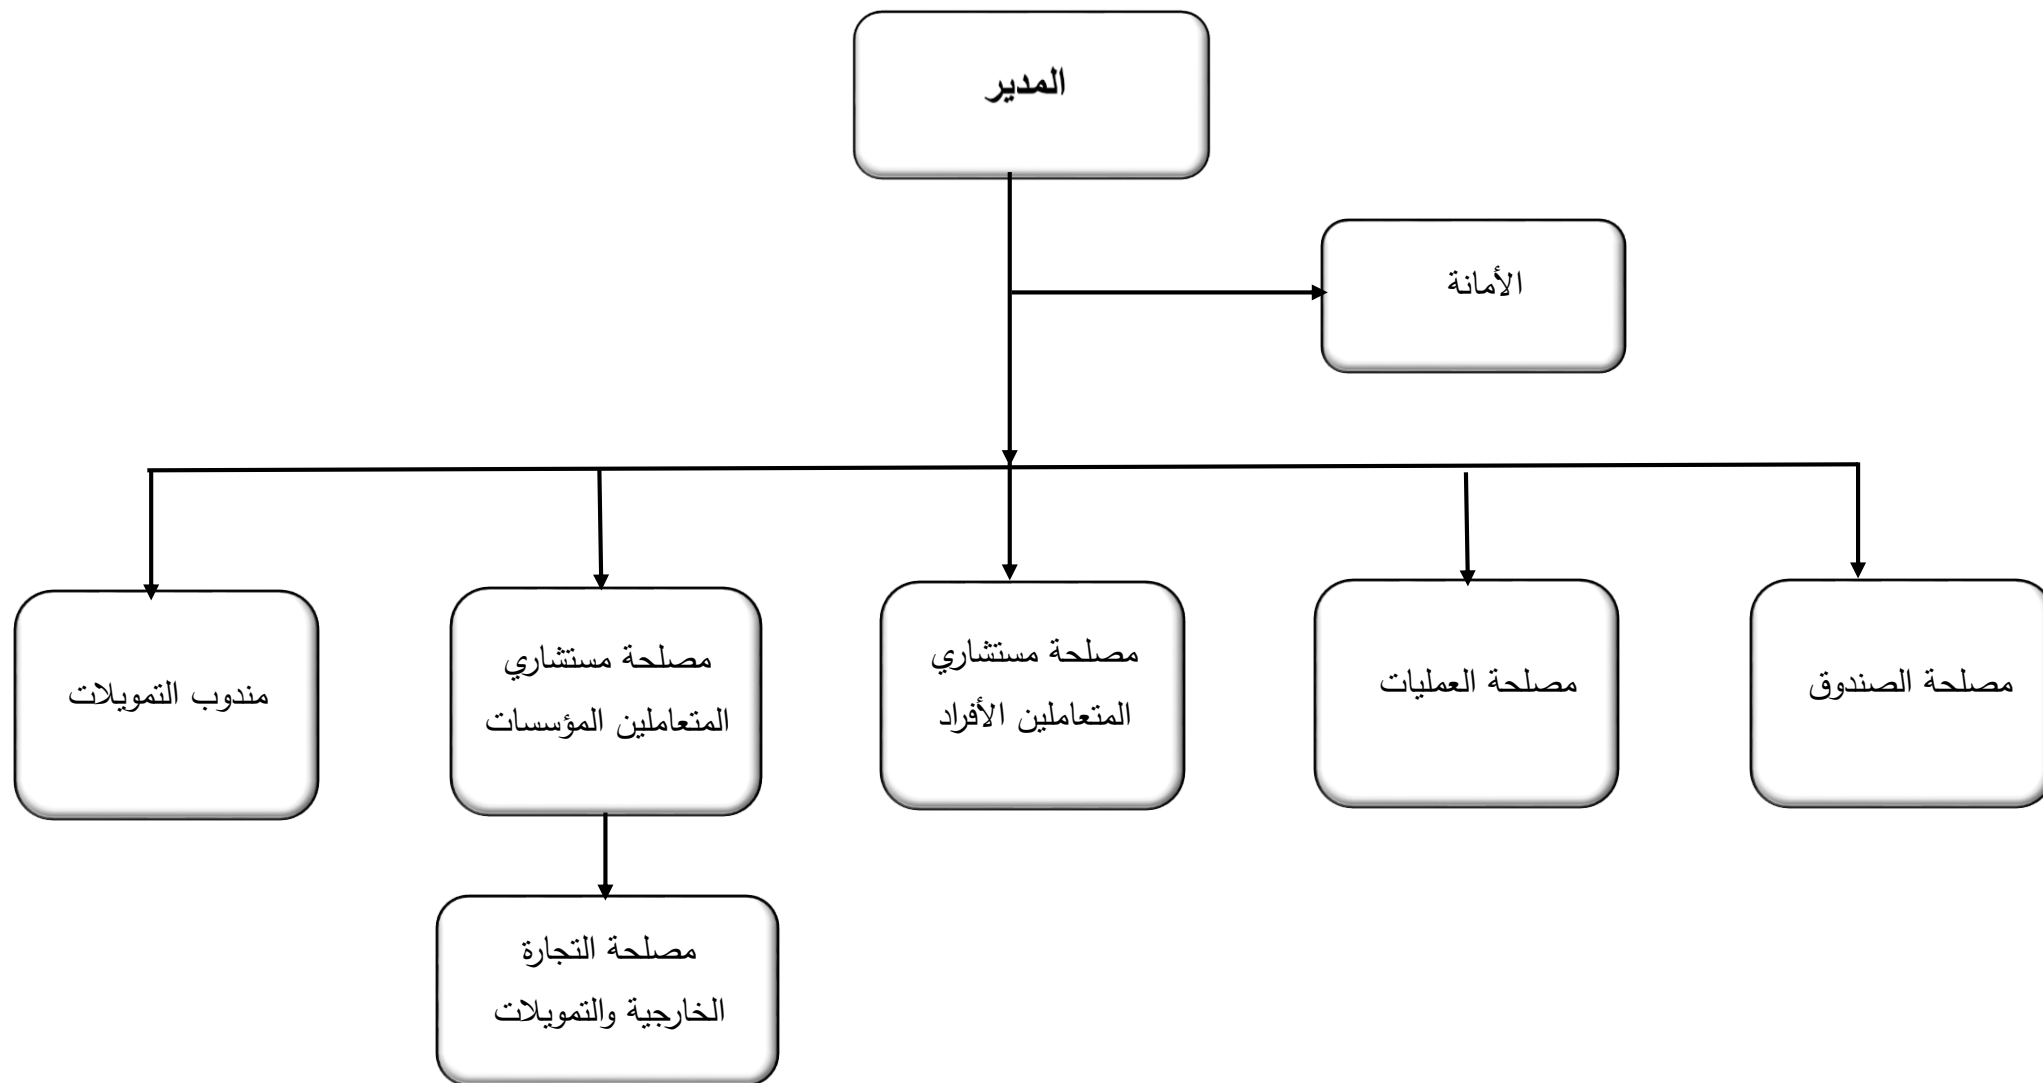 المدير
الأمانة
مصلحة الصندوق
مصلحة العمليات
مصلحة مستشاري
المتعاملين الأفراد
مصلحة مستشاري
المتعاملين المؤسسات
مندوب التمويلات
مصلحة التجارة
الخارجية والتمويلات